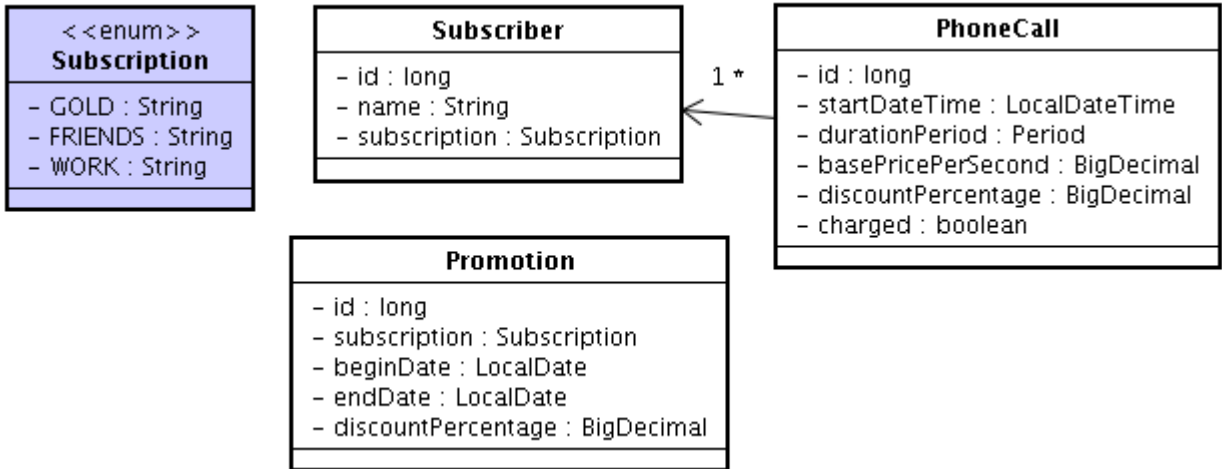 <<enum>>
Subscription
- GOLD : String
- FRIENDS : String
- WORK : String
Subscriber
- id : long
- name : String
- subscription : Subscription
1 *
PhoneCall
- id : long
- startDateTime : LocalDateTime
- durationPeriod : Period
- basePricePerSecond : BigDecimal
- discountPercentage : BigDecimal
- charged : boolean
Promotion
- id : long
- subscription : Subscription
- beginDate : LocalDate
- endDate : LocalDate
- discountPercentage : BigDecimal